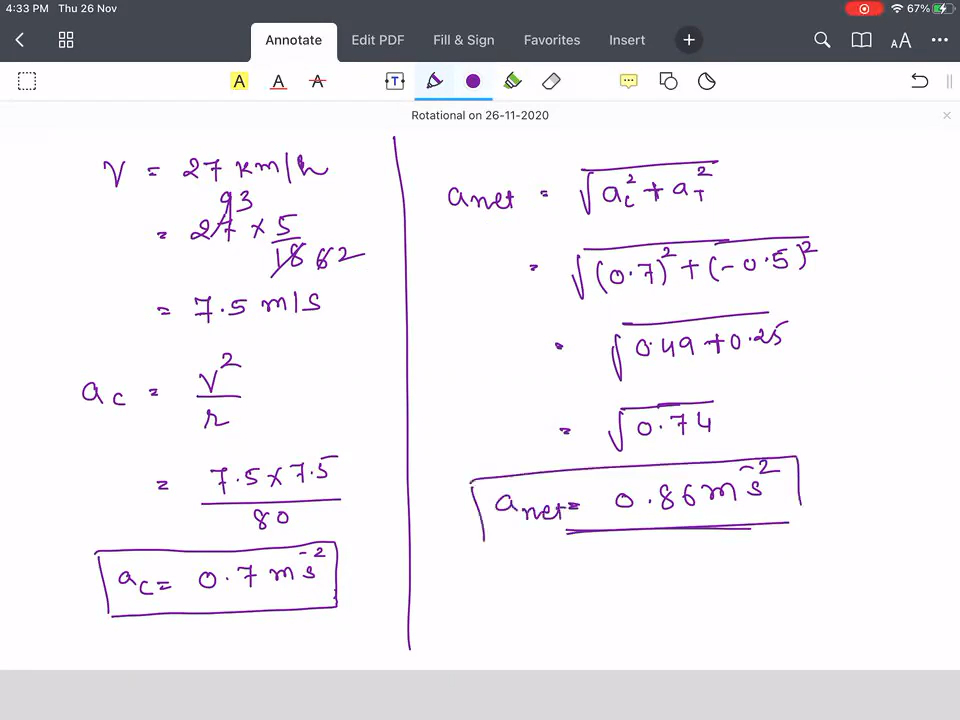 4:33 PM Thu 26 Nov
67%
Annotate Edit PDF Fill & Sign Favorites Insert
AA
A A A T
Rotational on 26-11-2020
V = 27 km/h
= 27 × 5/18
93
62
= 7.5 m/s
ac = v²/r
= 7.5 × 7.5 / 80
ac = 0.7 m s⁻²
anet = √ac² + aT²
= √(0.7)² + (-0.5)²
= √0.49 + 0.25
= √0.74
anet = 0.86 m s⁻²